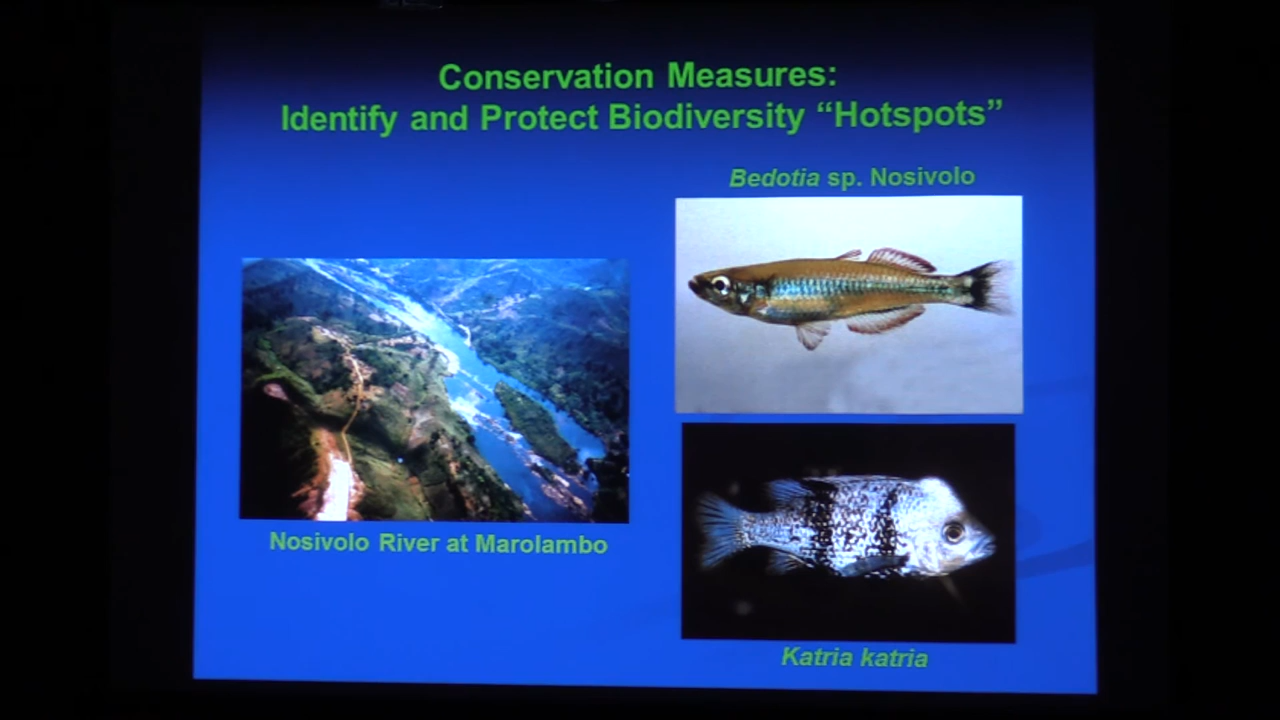 Conservation Measures:
Identify and Protect Biodiversity “Hotspots”
Bedotia sp. Nosivolo
Nosivolo River at Marolambo
Katria katria